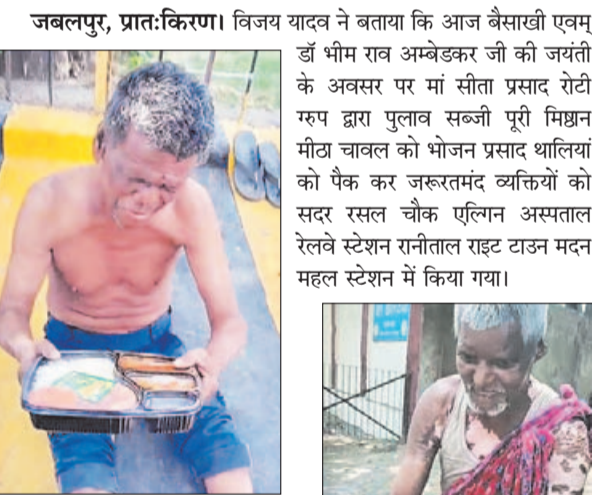 जबलपुर, प्रातःकिरण। विजय यादव ने बताया कि आज बैसाखी एवम्
डॉ भीम राव अम्बेडकर जी की जयंती
के अवसर पर मां सीता प्रसाद रोटी
ग्रुप द्वारा पुलाव सब्जी पूरी मिष्ठान
मीठा चावल को भोजन प्रसाद थालियां
को पैक कर जरूरतमंद व्यक्तियों को
सदर रसल चौक एल्गिन अस्पताल
रेलवे स्टेशन रानीताल राइट टाउन मदन
महल स्टेशन में किया गया।